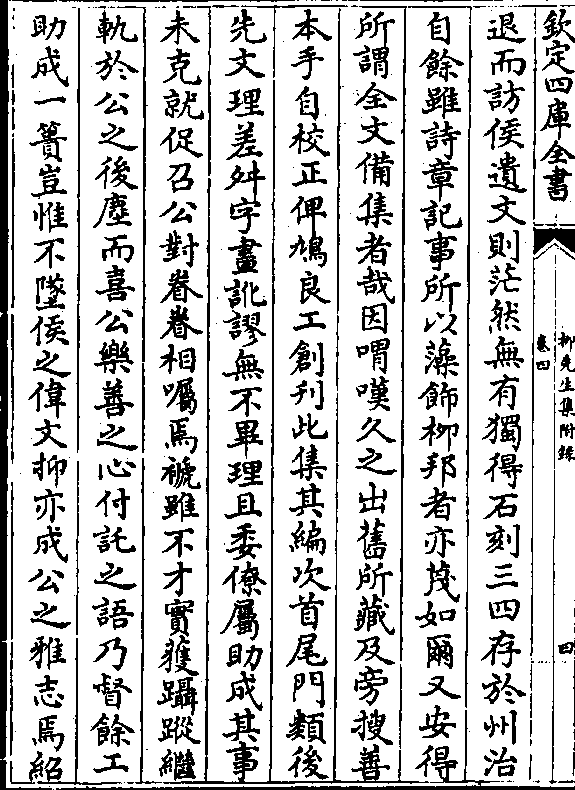 欽定四庫全書
柳先生集附錄
卷四
四
退而訪侯遺文則茫然無有獨得石刻三四存於州治
自餘雖詩章記事所以藻飾柳邦者亦蔑如爾又安得
所謂全文備集者哉因喟嘆久之出舊所藏及旁搜善
本手自校正俾鳩良工創刋此集其編次首尾門類後
先文理差舛字畫訛謬無不畢理且委僚屬助成其事
未克就促召公對眷眷相囑焉褫雖不才實獲躡蹤繼
軌於公之後塵而喜公樂善之心付託之語乃督餘工
助成一簣豈惟不墜侯之偉文抑亦成公之雅志焉紹